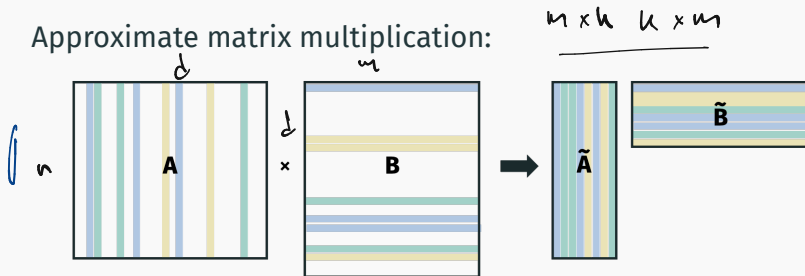 m × k  k × m
Approximate matrix multiplication:
d
m
n
A
×
d
B
Ã
B̃